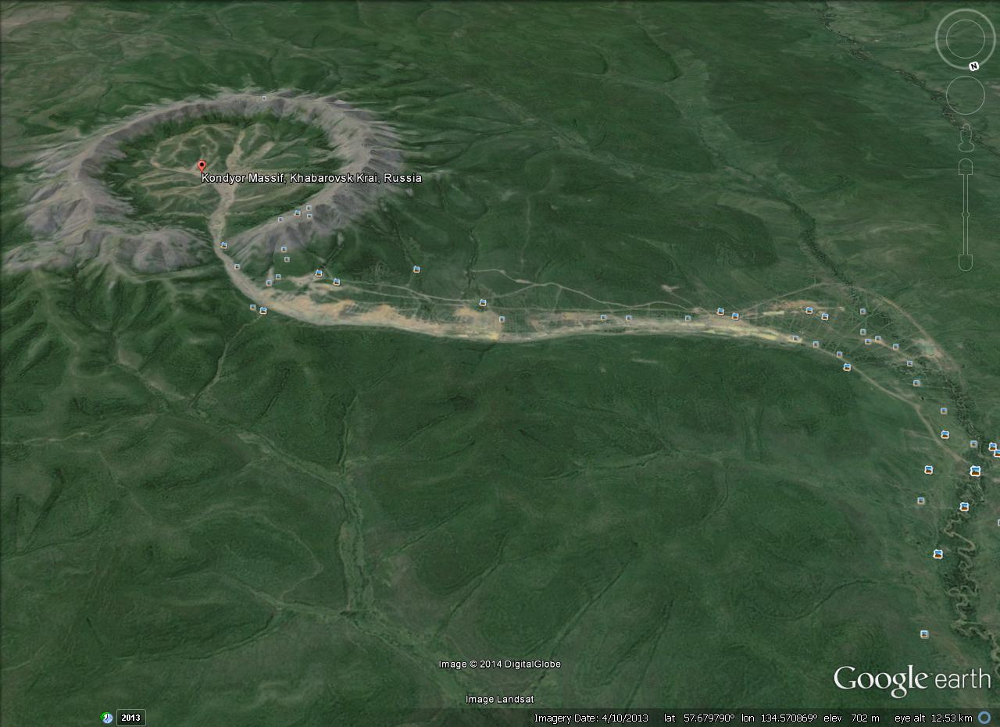 N
Kondyor Massif, Khabarovsk Krai, Russia
Image © 2014 DigitalGlobe
Google earth
Image Landsat
2013
Imagery Date: 4/10/2013 lat 57.679790° lon 134.570869° elev 702 m eye alt 12.53 km